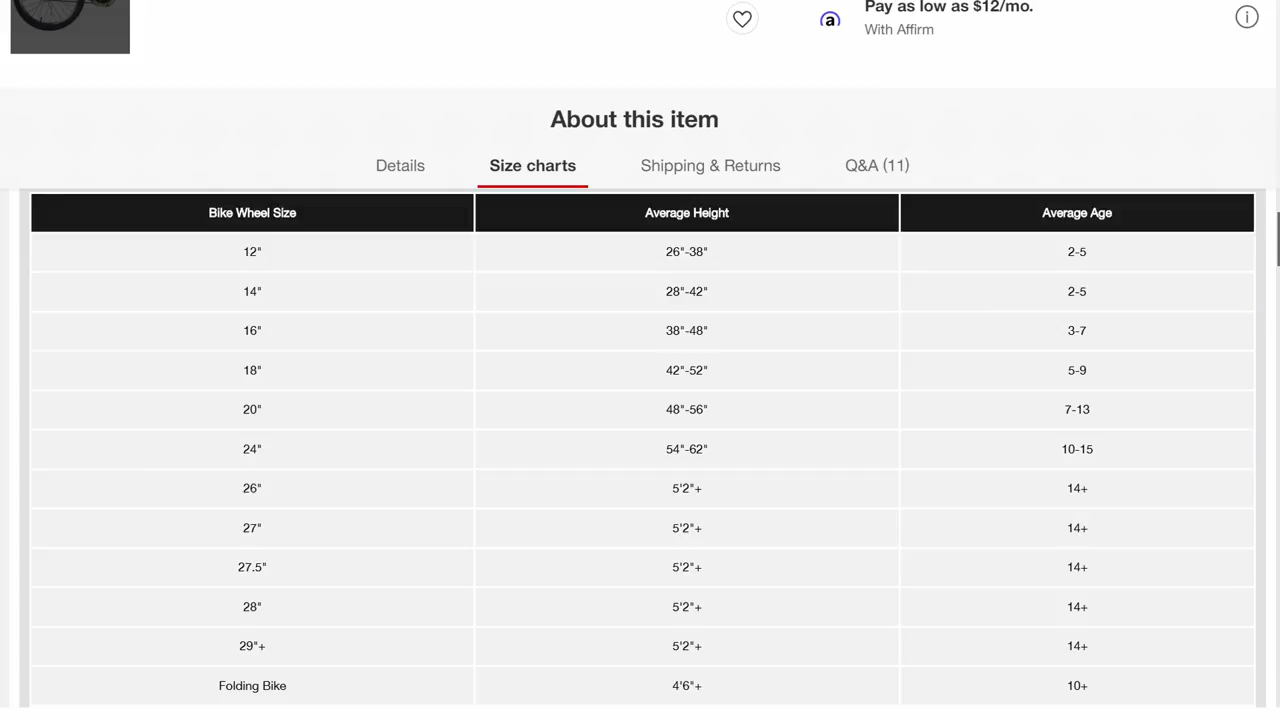 Pay as low as $12/mo.
a
With Affirm
About this item
Details Size charts Shipping & Returns Q&A (11)
Bike Wheel Size Average Height Average Age
12" 26"-38" 2-5
14" 28"-42" 2-5
16" 38"-48" 3-7
18" 42"-52" 5-9
20" 48"-56" 7-13
24" 54"-62" 10-15
26" 5'2"+ 14+
27" 5'2"+ 14+
27.5" 5'2"+ 14+
28" 5'2"+ 14+
29"+ 5'2"+ 14+
Folding Bike 4'6"+ 10+